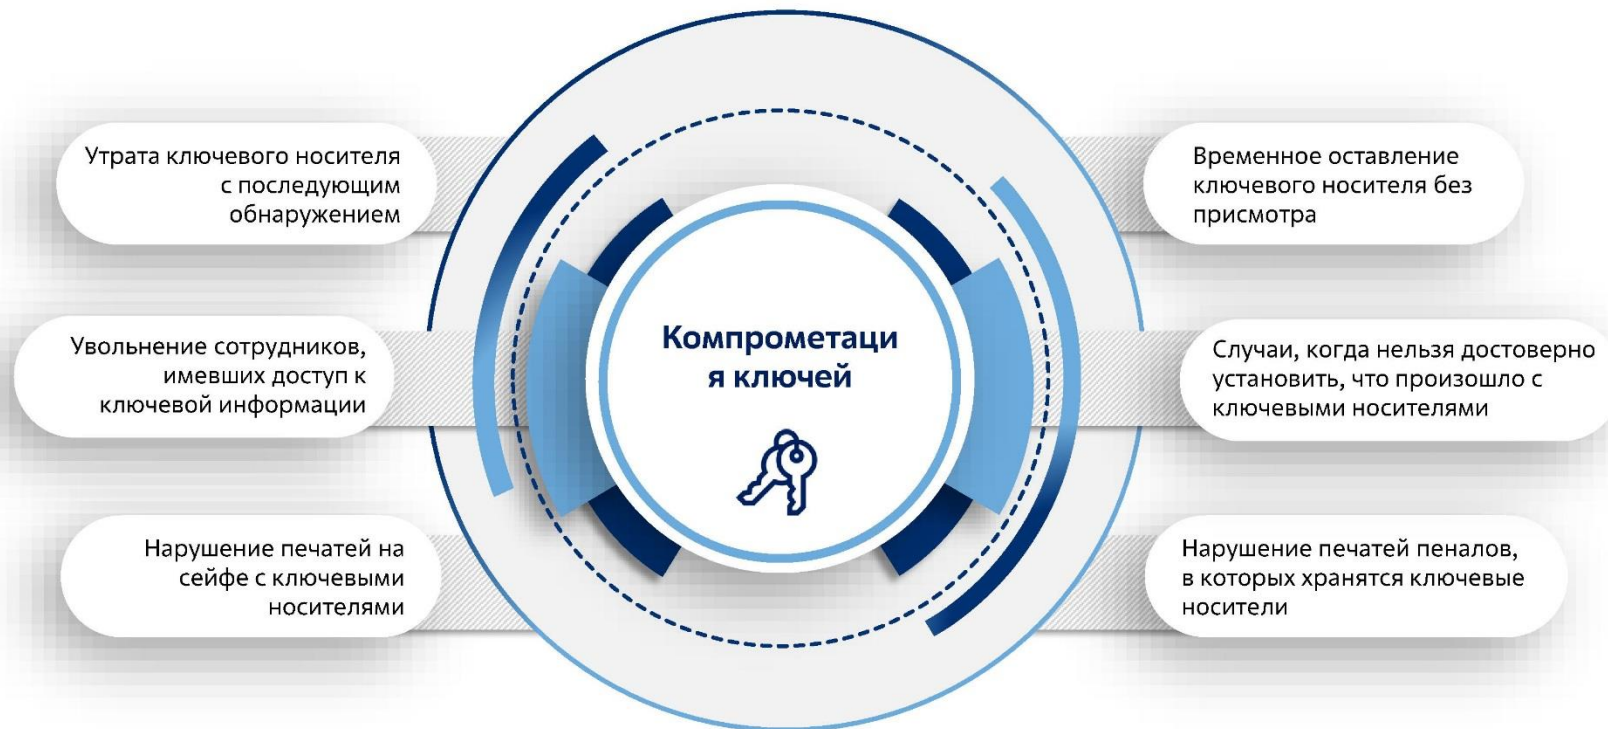 Утрата ключевого носителя
с последующим
обнаружением
Увольнение сотрудников,
имевших доступ к
ключевой информации
Нарушение печатей на
сейфе с ключевыми
носителями
Компрометаци
я ключей
Временное оставление
ключевого носителя без
присмотра
Случаи, когда нельзя достоверно
установить, что произошло с
ключевыми носителями
Нарушение печатей пеналов,
в которых хранятся ключевые
носители